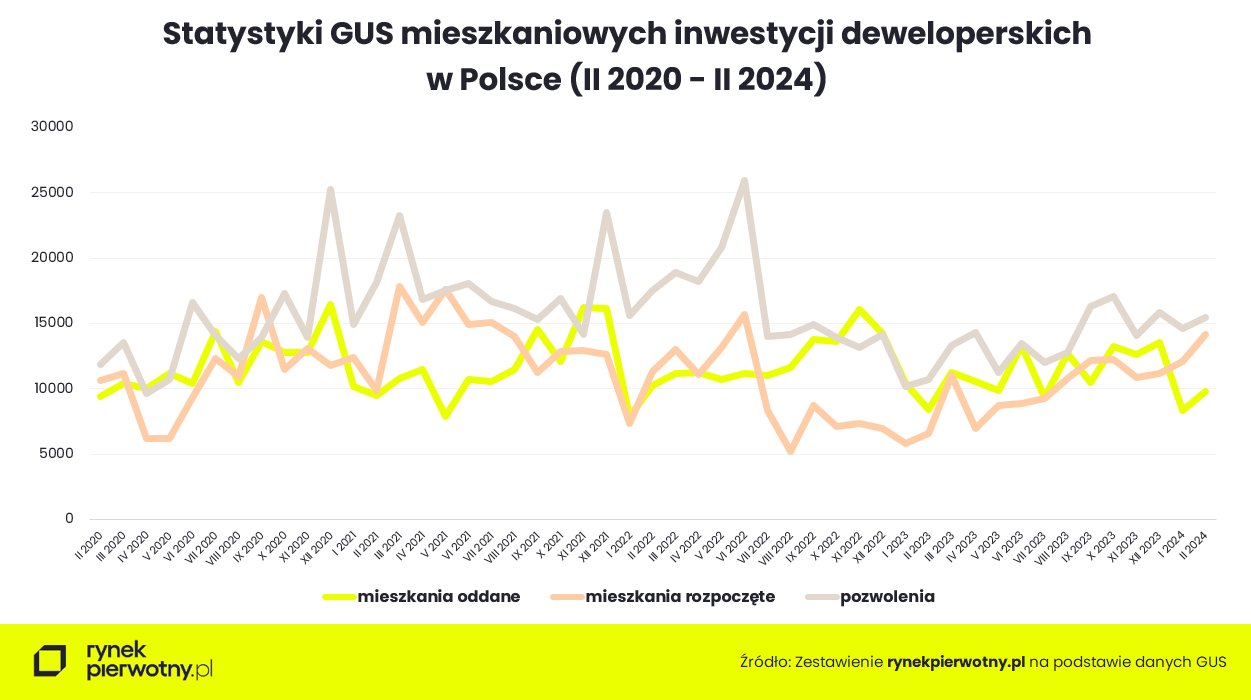 Statystyki GUS mieszkaniowych inwestycji deweloperskich
w Polsce (II 2020 - II 2024)
30000
25000
20000
15000
10000
5000
0
II 2020
III 2020
IV 2020
V 2020
VI 2020
VII 2020
VIII 2020
IX 2020
X 2020
XI 2020
XII 2020
I 2021
II 2021
III 2021
IV 2021
V 2021
VI 2021
VII 2021
VIII 2021
IX 2021
X 2021
XI 2021
XII 2021
I 2022
II 2022
III 2022
IV 2022
V 2022
VI 2022
VII 2022
VIII 2022
IX 2022
X 2022
XI 2022
XII 2022
I 2023
II 2023
III 2023
IV 2023
V 2023
VI 2023
VII 2023
VIII 2023
IX 2023
X 2023
XI 2023
XII 2023
I 2024
II 2024
mieszkania oddane
mieszkania rozpoczęte
pozwolenia
rynek
pierwotny.pl
Źródło: Zestawienie rynekpierwotny.pl na podstawie danych GUS